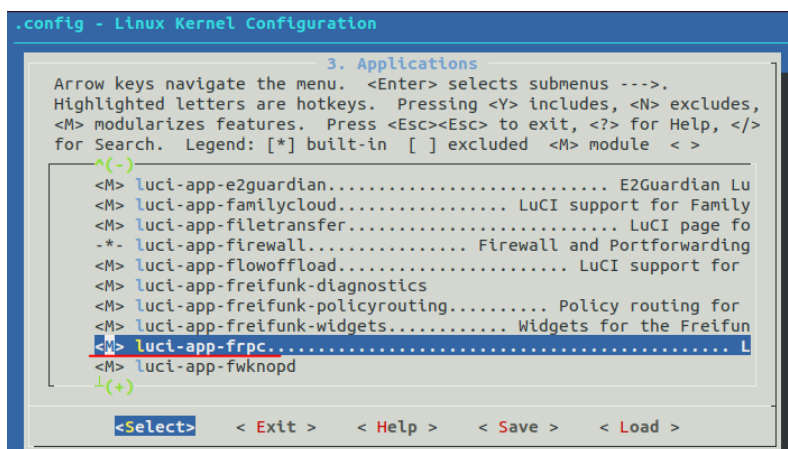 .config - Linux Kernel Configuration
3. Applications
Arrow keys navigate the menu.  <Enter> selects submenus --->.
Highlighted letters are hotkeys.  Pressing <Y> includes, <N> excludes,
<M> modularizes features.  Press <Esc><Esc> to exit, <?> for Help, </>
for Search.  Legend: [*] built-in  [ ] excluded  <M> module  < >
^(-)
<M> luci-app-e2guardian............................ E2Guardian Lu
<M> luci-app-familycloud................. LuCI support for Family
<M> luci-app-filetransfer........................... LuCI page fo
-*- luci-app-firewall................ Firewall and Portforwarding
<M> luci-app-flowoffload....................... LuCI support for
<M> luci-app-freifunk-diagnostics
<M> luci-app-freifunk-policyrouting.......... Policy routing for
<M> luci-app-freifunk-widgets............ Widgets for the Freifun
<M> luci-app-frpc.............................................. L
<M> luci-app-fwknopd
┴(+)
<Select>    < Exit >    < Help >    < Save >    < Load >